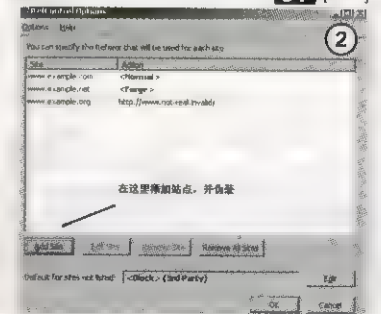 RefControl Options
②
Options Help
You can specify the Referer that will be used for each site
Site Action
www.example.com <Normal>
www.example.net <Forge>
www.example.org http://www.not-real.invalid/
在这里添加站点，并伪装
Add Site Edit Site Remove Site Remove All Sites
Default for sites not listed: <Block> (3rd Party) Edit
OK Cancel